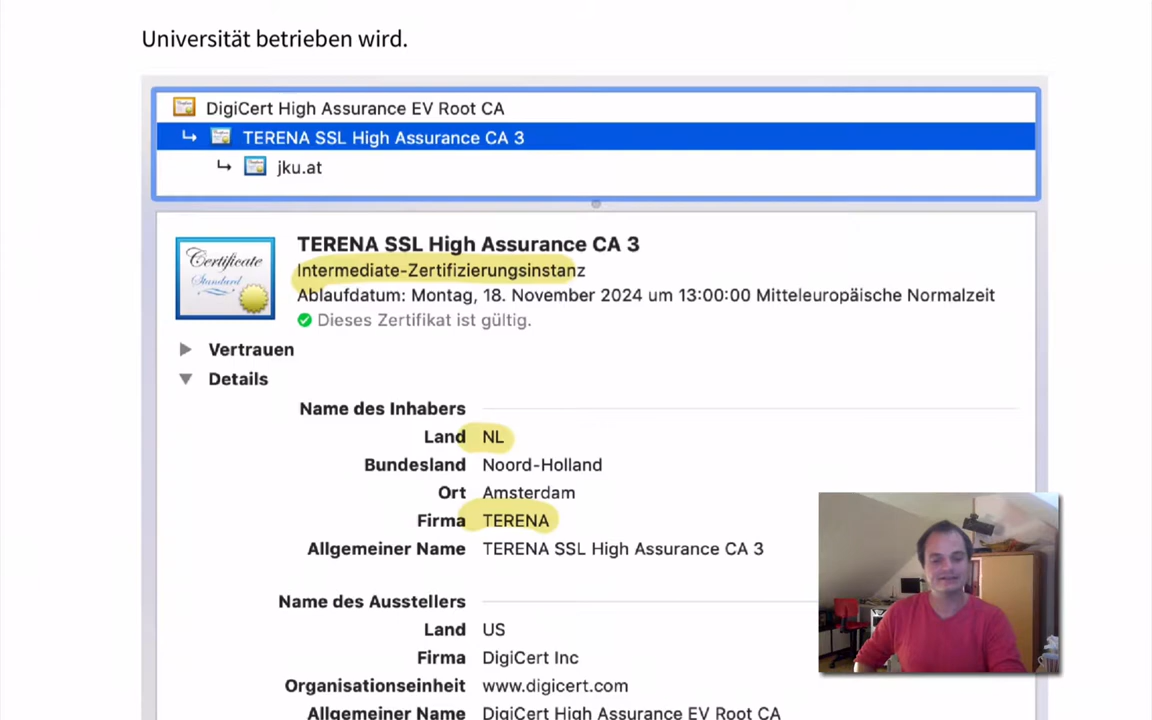 Universität betrieben wird.
DigiCert High Assurance EV Root CA
TERENA SSL High Assurance CA 3
jku.at
Certificate
Standard
TERENA SSL High Assurance CA 3
Intermediate-Zertifizierungsinstanz
Ablaufdatum: Montag, 18. November 2024 um 13:00:00 Mitteleuropäische Normalzeit
Dieses Zertifikat ist gültig.
Vertrauen
Details
Name des Inhabers
Land NL
Bundesland Noord-Holland
Ort Amsterdam
Firma TERENA
Allgemeiner Name TERENA SSL High Assurance CA 3
Name des Ausstellers
Land US
Firma DigiCert Inc
Organisationseinheit www.digicert.com
Allgemeiner Name DigiCert High Assurance EV Root CA